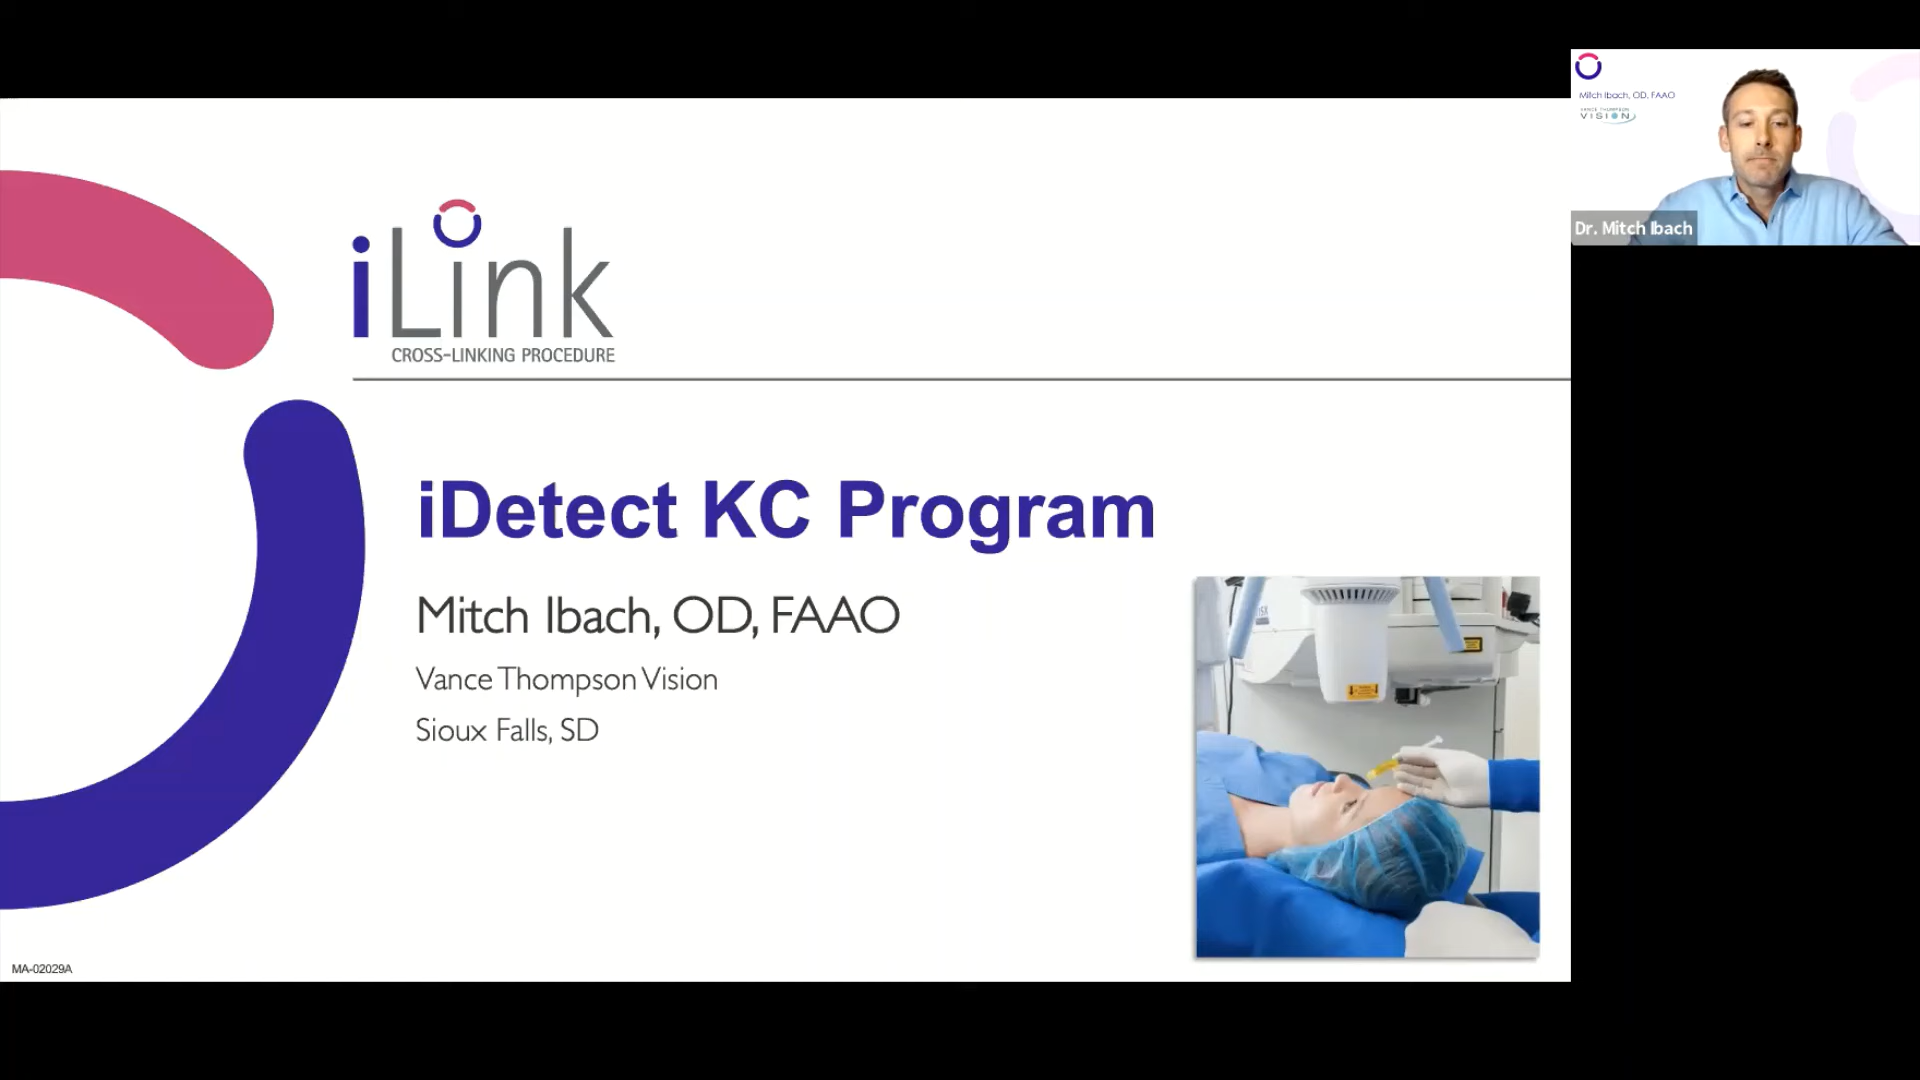 iLink
CROSS-LINKING PROCEDURE
iDetect KC Program
Mitch Ibach, OD, FAAO
Vance Thompson Vision
Sioux Falls, SD
MA-02029A
Mitch Ibach, OD, FAAO
VANCE THOMPSON
VISION
Dr. Mitch Ibach